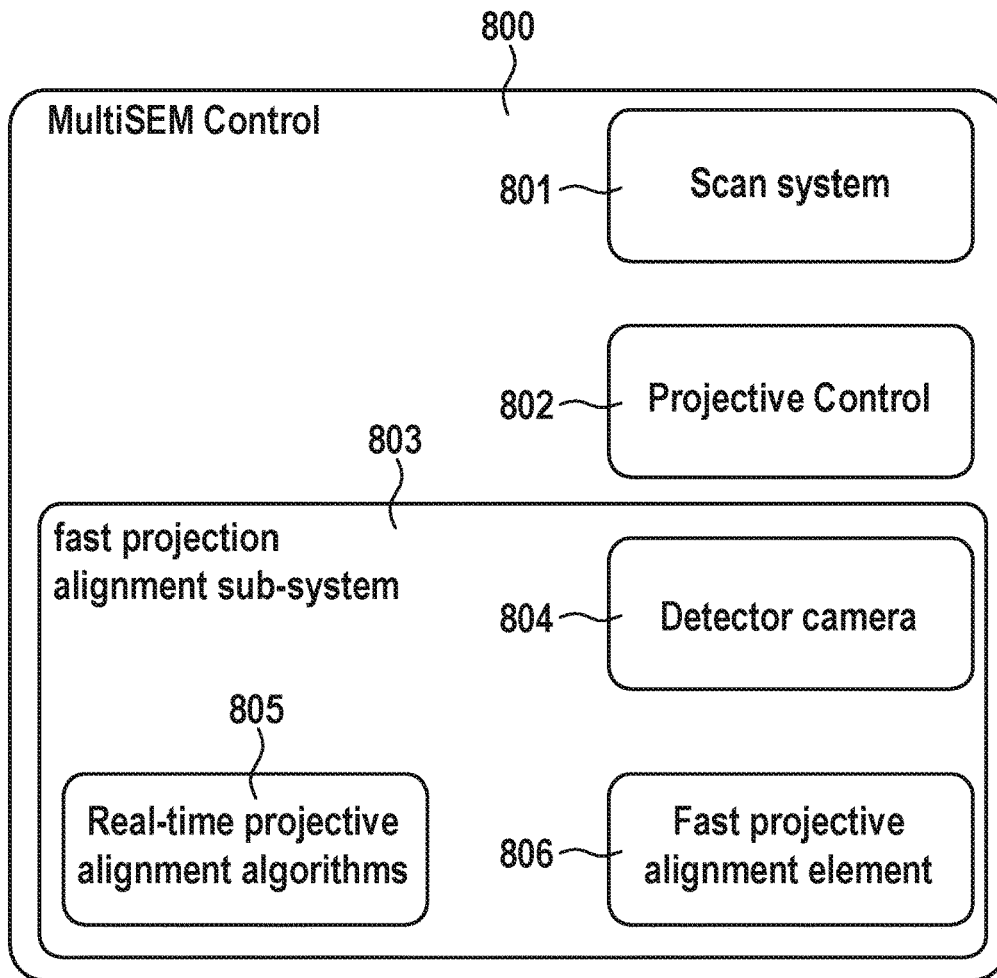 800
MultiSEM Control
801
Scan system
802
Projective Control
803
fast projection
alignment sub-system
804
Detector camera
805
Real-time projective
alignment algorithms
806
Fast projective
alignment element